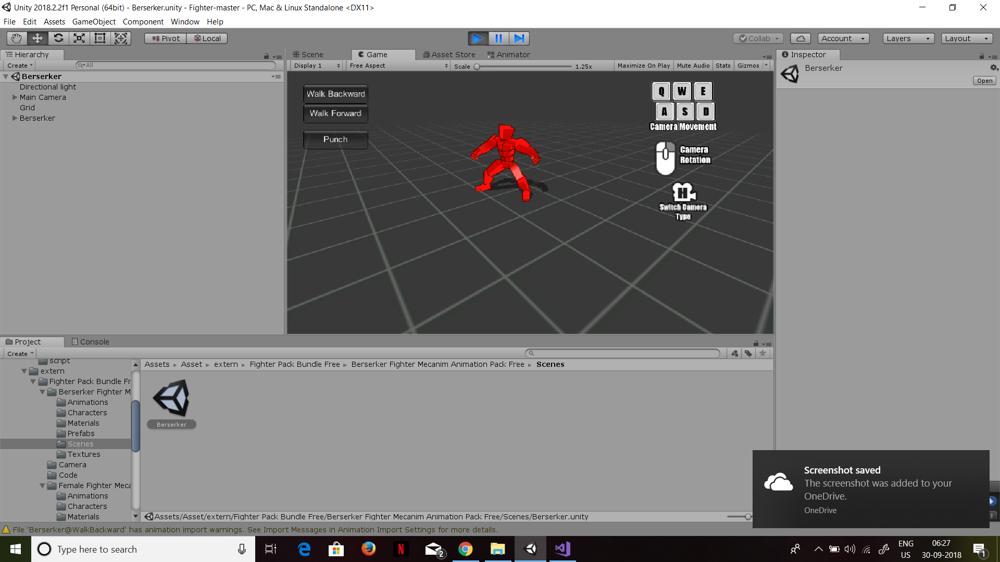 Unity 2018.2.2f1 Personal (64bit) - Berserker.unity - Fighter-master - PC, Mac & Linux Standalone <DX11>
File Edit Assets GameObject Component Window Help
Pivot Local Collab Account Layers Layout
Hierarchy
Create All
Berserker
Directional light
Main Camera
Grid
Berserker
Scene Game Asset Store Animator
Display 1 Free Aspect Scale 1.25x Maximize On Play Mute Audio Stats Gizmos
Walk Backward
Walk Forward
Punch
Q W E
A S D
Camera Movement
Camera
Rotation
H
Switch Camera
Type
Inspector
Berserker
Open
Project Console
Create
script
extern
Fighter Pack Bundle Fr
Berserker Fighter M
Animations
Characters
Materials
Prefabs
Scenes
Textures
Camera
Code
Female Fighter Meca
Animations
Characters
Materials
Assets Asset extern Fighter Pack Bundle Free Berserker Fighter Mecanim Animation Pack Free Scenes
Berserker
Assets/Asset/extern/Fighter Pack Bundle Free/Berserker Fighter Mecanim Animation Pack Free/Scenes/Berserker.unity
File 'Berserker@WalkBackward' has animation import warnings. See Import Messages in Animation Import Settings for more details.
Screenshot saved
The screenshot was added to your
OneDrive.
OneDrive
Type here to search
N
2
ENG
US
06:27
30-09-2018
1